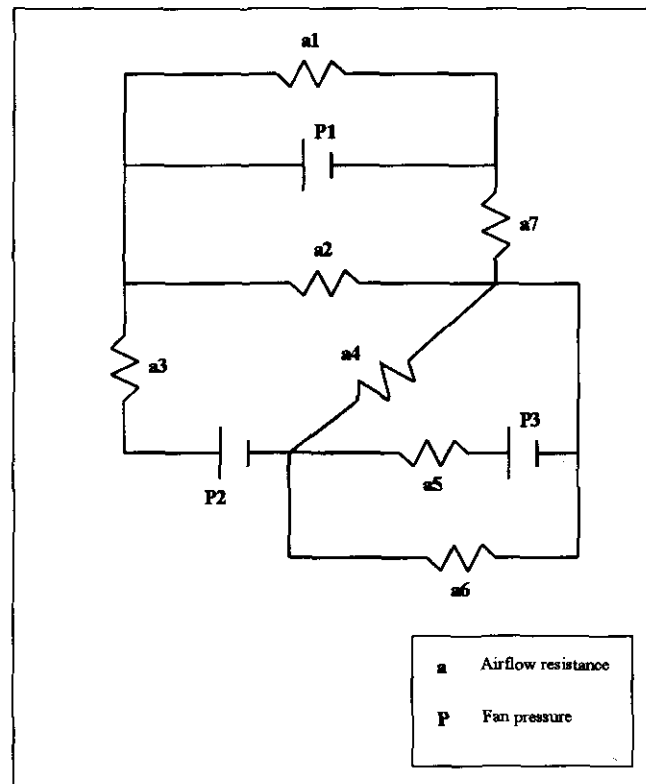 a1
P1
a7
a2
a3
a4
P3
P2
a5
a6
a Airflow resistance
P Fan pressure